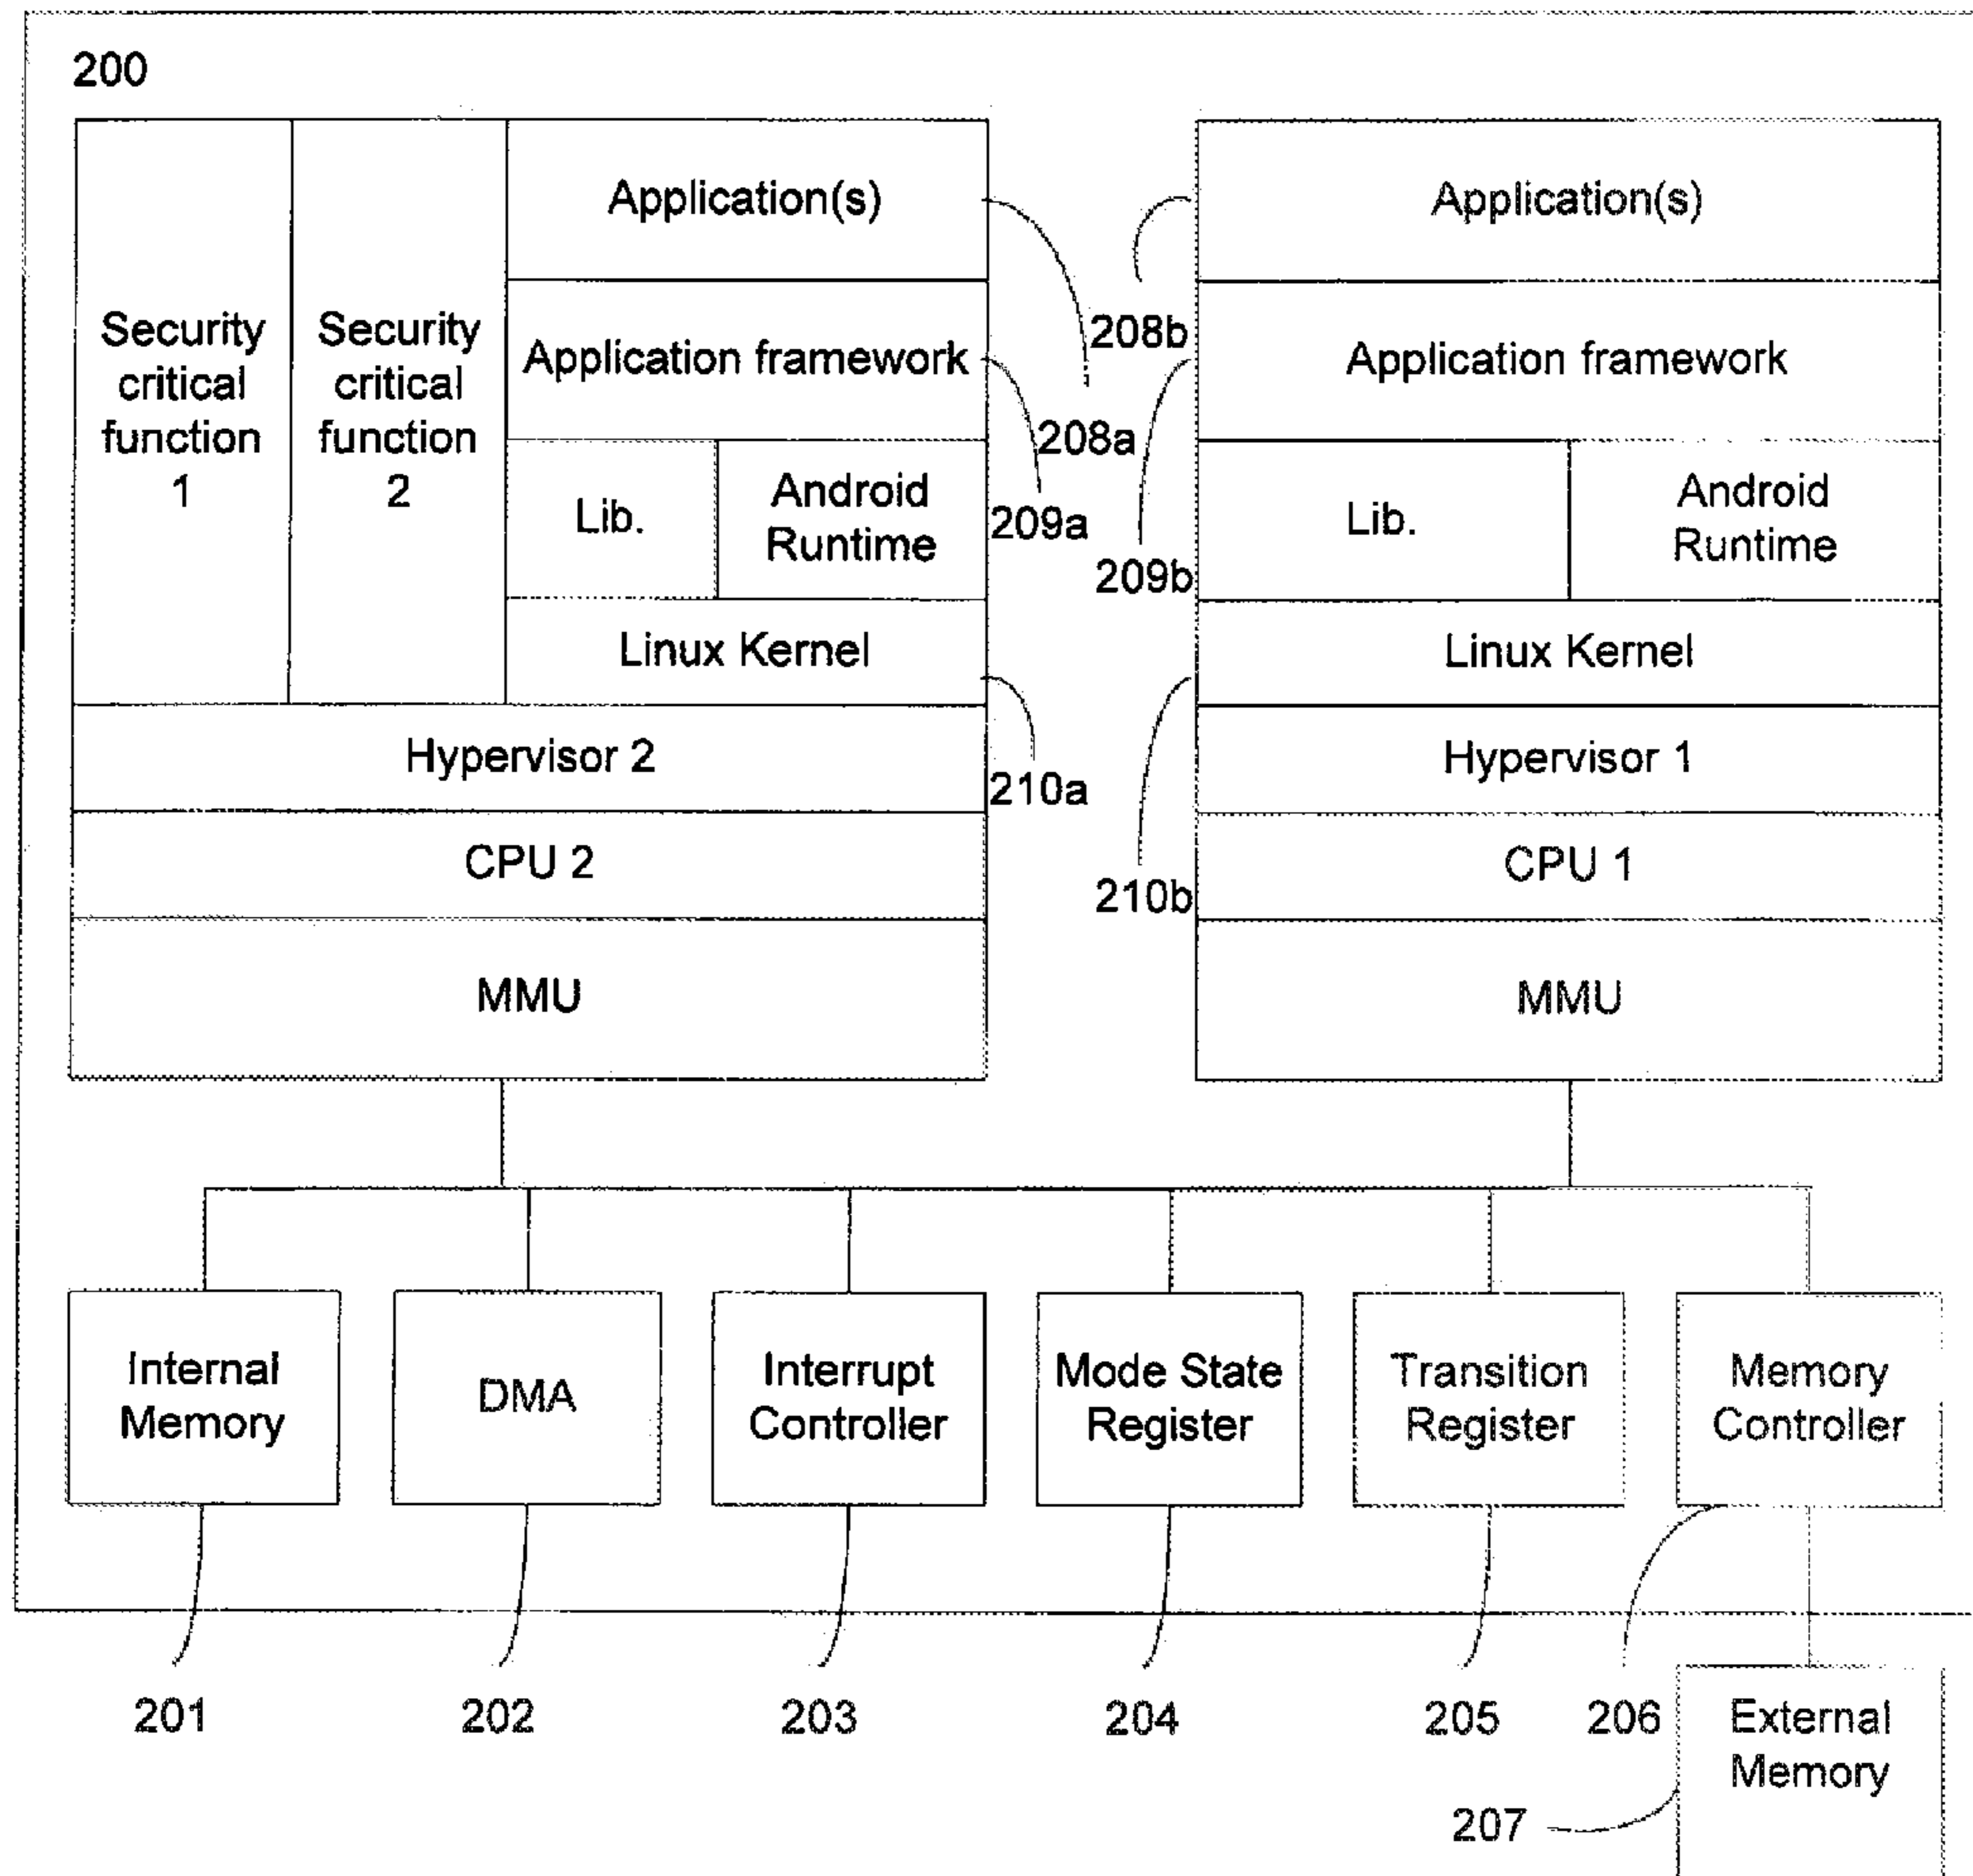 200
Security
critical
function
1
Security
critical
function
2
Application(s)
Application framework
Lib.
Android
Runtime
Linux Kernel
Hypervisor 2
CPU 2
MMU
208b
208a
209a
209b
210a
210b
Application(s)
Application framework
Lib.
Android
Runtime
Linux Kernel
Hypervisor 1
CPU 1
MMU
Internal
Memory
DMA
Interrupt
Controller
Mode State
Register
Transition
Register
Memory
Controller
201
202
203
204
205
206
External
Memory
207